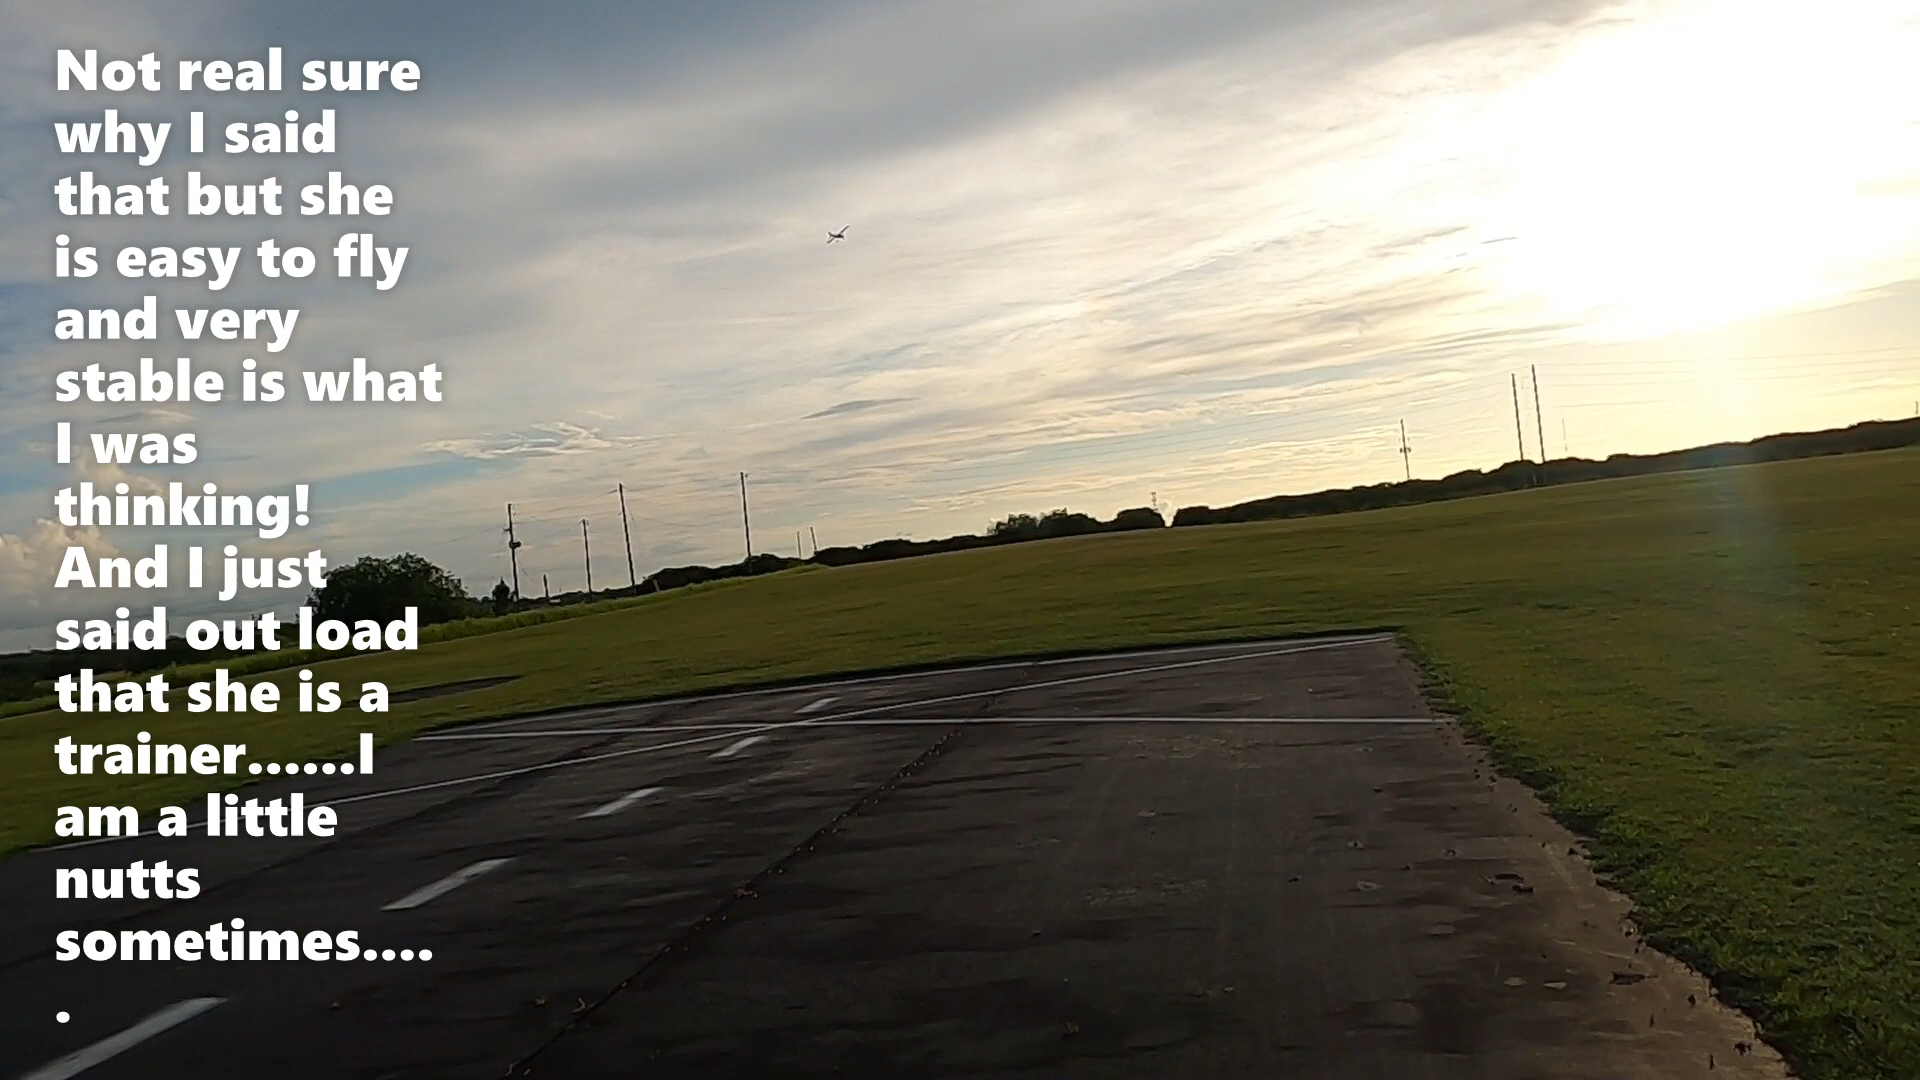 Not real sure
why I said
that but she
is easy to fly
and very
stable is what
I was
thinking!
And I just
said out load
that she is a
trainer......I
am a little
nutts
sometimes....
.